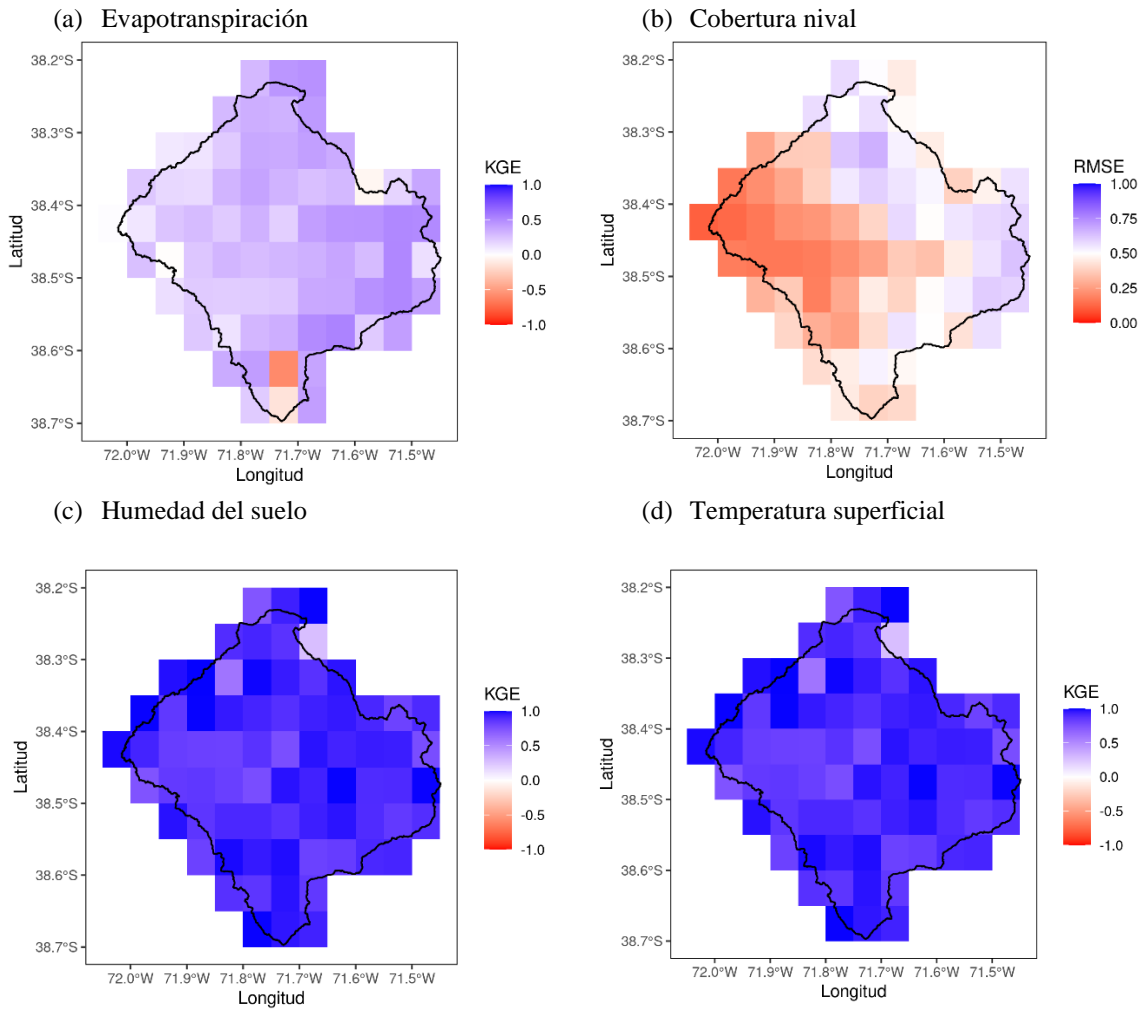 (a) Evapotranspiración
38.2°S
38.3°S
38.4°S
38.5°S
38.6°S
38.7°S
Latitud
72.0°W 71.9°W 71.8°W 71.7°W 71.6°W 71.5°W
Longitud
KGE
1.0
0.5
0.0
-0.5
-1.0
(b) Cobertura nival
38.2°S
38.3°S
38.4°S
38.5°S
38.6°S
38.7°S
Latitud
72.0°W 71.9°W 71.8°W 71.7°W 71.6°W 71.5°W
Longitud
RMSE
1.00
0.75
0.50
0.25
0.00
(c) Humedad del suelo
38.2°S
38.3°S
38.4°S
38.5°S
38.6°S
38.7°S
Latitud
72.0°W 71.9°W 71.8°W 71.7°W 71.6°W 71.5°W
Longitud
KGE
1.0
0.5
0.0
-0.5
-1.0
(d) Temperatura superficial
38.2°S
38.3°S
38.4°S
38.5°S
38.6°S
38.7°S
Latitud
72.0°W 71.9°W 71.8°W 71.7°W 71.6°W 71.5°W
Longitud
KGE
1.0
0.5
0.0
-0.5
-1.0